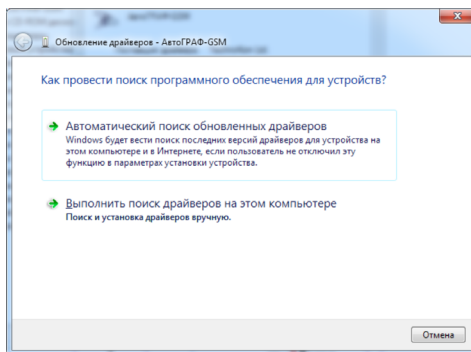 Обновление драйверов - АвтоГРАФ-GSM
Как провести поиск программного обеспечения для устройств?
Автоматический поиск обновленных драйверов
Windows будет вести поиск последних версий драйверов для устройства на
этом компьютере и в Интернете, если пользователь не отключил эту
функцию в параметрах установки устройства.
Выполнить поиск драйверов на этом компьютере
Поиск и установка драйверов вручную.
Отмена